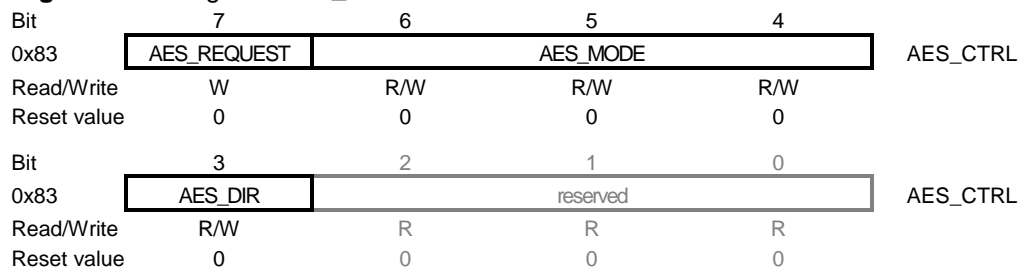 Bit 7 6 5 4
0x83 AES_REQUEST AES_MODE AES_CTRL
Read/Write W R/W R/W R/W
Reset value 0 0 0 0
Bit 3 2 1 0
0x83 AES_DIR reserved AES_CTRL
Read/Write R/W R R R
Reset value 0 0 0 0